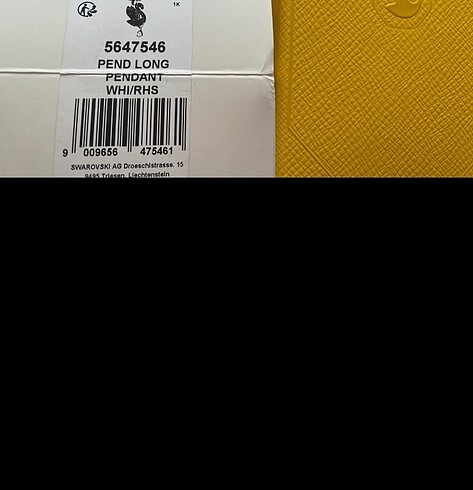 1K
5647546
PEND LONG
PENDANT
WHI/RHS
9 009656 475461
SWAROVSKI AG Droeschistrasse. 15
9495 Triesen, Liechtenstein